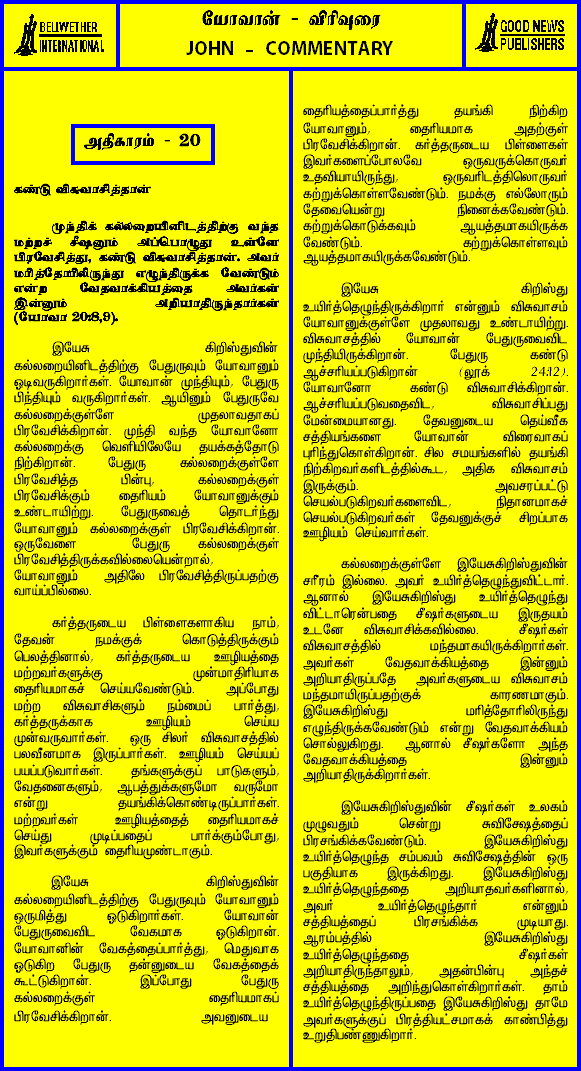 BELLWETHER
INTERNATIONAL
யோவான் - விரிவுரை
JOHN - COMMENTARY
GOOD NEWS
PUBLISHERS
அதிகாரம் - 20
கண்டு விசுவாசித்தான்
முந்திக் கல்லறையினிடத்திற்கு வந்த
மற்றச் சீஷனும் அப்பொழுது உள்ளே
பிரவேசித்து, கண்டு விசுவாசித்தான். அவர்
மரித்தோயிலிருந்து எழுந்திருக்க வேண்டும்
என்ற வேதவாக்கியத்தை அவர்கள்
இன்னும் அறியாதிருந்தார்கள்
(யோவா 20:8,9).
இயேசு கிறிஸ்துவின்
கல்லறையினிடத்திற்கு பேதுருவும் யோவானும்
ஓடிவருகிறார்கள். யோவான் முந்தியும், பேதுரு
பிந்தியும் வருகிறார்கள். ஆயினும் பேதுருவே
கல்லறைக்குள்ளே முதலாவதாகப்
பிரவேசிக்கிறான். முந்தி வந்த யோவானோ
கல்லறைக்கு வெளியிலேயே தயக்கத்தோடு
நிற்கிறான். பேதுரு கல்லறைக்குள்ளே
பிரவேசித்த பின்பு, கல்லறைக்குள்
பிரவேசிக்கும் தைரியம் யோவானுக்கும்
உண்டாயிற்று. பேதுருவைத் தொடர்ந்து
யோவானும் கல்லறைக்குள் பிரவேசிக்கிறான்.
ஒருவேளை பேதுரு கல்லறைக்குள்
பிரவேசித்திருக்கவில்லையென்றால்,
யோவானும் அதிலே பிரவேசித்திருப்பதற்கு
வாய்ப்பில்லை.
கர்த்தருடைய பிள்ளைகளாகிய நாம்,
தேவன் நமக்குக் கொடுத்திருக்கும்
பெலத்தினால், கர்த்தருடைய ஊழியத்தை
மற்றவர்களுக்கு முன்மாதிரியாக
தைரியமாகச் செய்யவேண்டும். அப்போது
மற்ற விசுவாசிகளும் நம்மைப் பார்த்து,
கர்த்தருக்காக ஊழியம் செய்ய
முன்வருவார்கள். ஒரு சிலர் விசுவாசத்தில்
பலவீனமாக இருப்பார்கள். ஊழியம் செய்யப்
பயப்படுவார்கள். தங்களுக்குப் பாடுகளும்,
வேதனைகளும், ஆபத்துக்களுமோ வருமோ
என்று தயங்கிக்கொண்டிருப்பார்கள்.
மற்றவர்கள் ஊழியத்தைத் தைரியமாகச்
செய்து முடிப்பதைப் பார்க்கும்போது,
இவர்களுக்கும் தைரியமுண்டாகும்.
இயேசு கிறிஸ்துவின்
கல்லறையினிடத்திற்கு பேதுருவும் யோவானும்
ஒருமித்து ஓடுகிறார்கள். யோவான்
பேதுருவைவிட வேகமாக ஓடுகிறான்.
யோவானின் வேகத்தைப்பார்த்து, மெதுவாக
ஓடுகிற பேதுரு தன்னுடைய வேகத்தைக்
கூட்டுகிறான். இப்போது பேதுரு
கல்லறைக்குள் தைரியமாகப்
பிரவேசிக்கிறான். அவனுடைய
தைரியத்தைப்பார்த்து தயங்கி நிற்கிற
யோவானும், தைரியமாக அதற்குள்
பிரவேசிக்கிறான். கர்த்தருடைய பிள்ளைகள்
இவர்களைப்போலவே ஒருவருக்கொருவர்
உதவியாயிருந்து, ஒருவரிடத்திலொருவர்
கற்றுக்கொள்ளவேண்டும். நமக்கு எல்லோரும்
தேவையென்று நினைக்கவேண்டும்.
கற்றுக்கொடுக்கவும் ஆயத்தமாகயிருக்க
வேண்டும். கற்றுக்கொள்ளவும்
ஆயத்தமாகயிருக்கவேண்டும்.
இயேசு கிறிஸ்து
உயிர்த்தெழுந்திருக்கிறார் என்னும் விசுவாசம்
யோவானுக்குள்ளே முதலாவது உண்டாயிற்று.
விசுவாசத்தில் யோவான் பேதுருவைவிட
முந்தியிருக்கிறான். பேதுரு கண்டு
ஆச்சரியப்படுகிறான் (லூக் 24:12).
யோவானோ கண்டு விசுவாசிக்கிறான்.
ஆச்சரியப்படுவதைவிட, விசுவாசிப்பது
மேன்மையானது. தேவனுடைய தெய்வீக
சத்தியங்களை யோவான் விரைவாகப்
புரிந்துகொள்கிறான். சில சமயங்களில் தயங்கி
நிற்கிறவர்களிடத்தில்கூட, அதிக விசுவாசம்
இருக்கும். அவசரப்பட்டு
செயல்படுகிறவர்களைவிட, நிதானமாகச்
செயல்படுகிறவர்கள் தேவனுக்குச் சிறப்பாக
ஊழியம் செய்வார்கள்.
கல்லறைக்குள்ளே இயேசுகிறிஸ்துவின்
சரீரம் இல்லை. அவர் உயிர்த்தெழுந்துவிட்டார்.
ஆனால் இயேசுகிறிஸ்து உயிர்த்தெழுந்து
விட்டாரென்பதை சீஷர்களுடைய இருதயம்
உடனே விசுவாசிக்கவில்லை. சீஷர்கள்
விசுவாசத்தில் மந்தமாகயிருக்கிறார்கள்.
அவர்கள் வேதவாக்கியத்தை இன்னும்
அறியாதிருப்பதே அவர்களுடைய விசுவாசம்
மந்தமாயிருப்பதற்குக் காரணமாகும்.
இயேசுகிறிஸ்து மரித்தோரிலிருந்து
எழுந்திருக்கவேண்டும் என்று வேதவாக்கியம்
சொல்லுகிறது. ஆனால் சீஷர்களோ அந்த
வேதவாக்கியத்தை இன்னும்
அறியாதிருக்கிறார்கள்.
இயேசுகிறிஸ்துவின் சீஷர்கள் உலகம்
முழுவதும் சென்று சுவிசேஷத்தைப்
பிரசங்கிக்கவேண்டும். இயேசுகிறிஸ்து
உயிர்த்தெழுந்த சம்பவம் சுவிசேஷத்தின் ஒரு
பகுதியாக இருக்கிறது. இயேசுகிறிஸ்து
உயிர்த்தெழுந்ததை அறியாதவர்களினால்,
அவர் உயிர்த்தெழுந்தார் என்னும்
சத்தியத்தைப் பிரசங்கிக்க முடியாது.
ஆரம்பத்தில் இயேசுகிறிஸ்து
உயிர்த்தெழுந்ததை சீஷர்கள்
அறியாதிருந்தாலும், அதன்பின்பு அந்தச்
சத்தியத்தை அறிந்துகொள்கிறார்கள். தாம்
உயிர்த்தெழுந்திருப்பதை இயேசுகிறிஸ்து தாமே
அவர்களுக்குப் பிரத்தியட்சமாகக் காண்பித்து
உறுதிபண்ணுகிறார்.